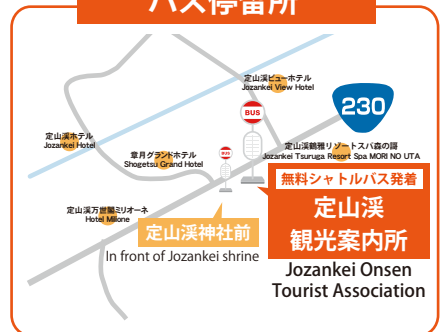 バス停留所
定山渓ビューホテル
Jozankei View Hotel
230
BUS
定山渓ホテル
Jozankei Hotel
章月グランドホテル
Shogetsu Grand Hotel
BUS
定山渓鶴雅リゾートスパ森の謌
Jozankei Tsuruga Resort Spa MORI NO UTA
無料シャトルバス発着
定山渓
観光案内所
Jozankei Onsen
Tourist Association
定山渓万世閣ミリオーネ
Hotel Milione
定山渓神社前
In front of Jozankei shrine